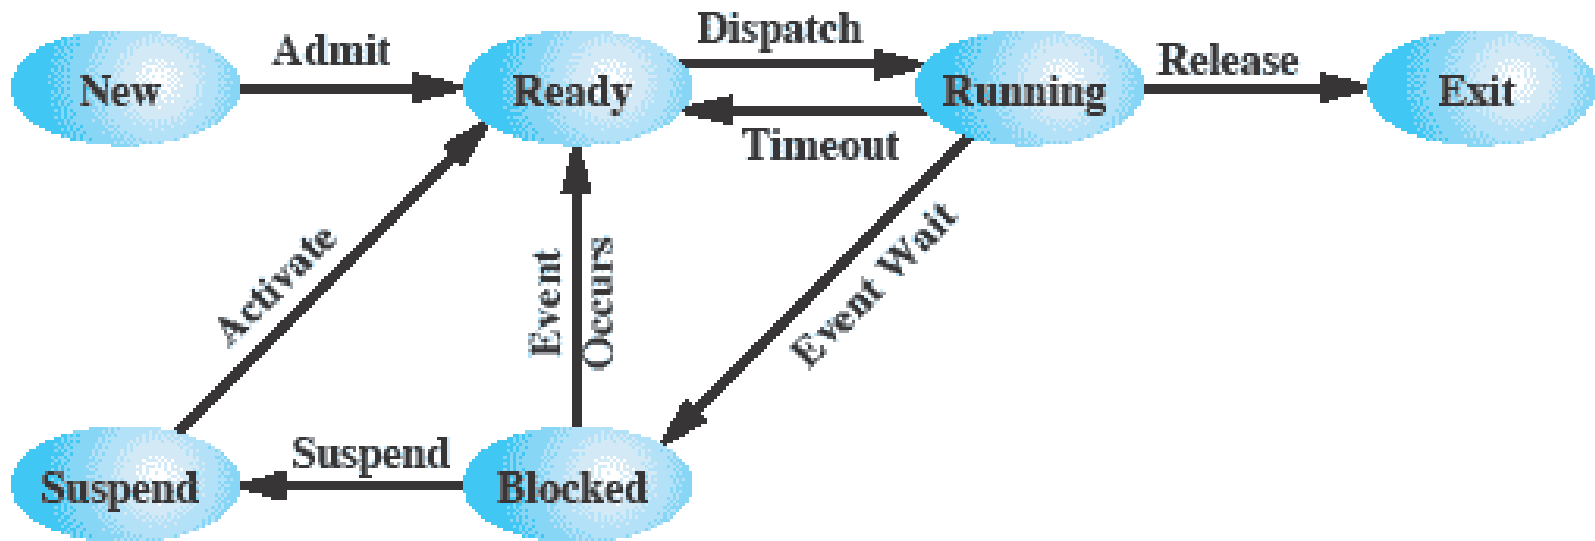 New
Admit
Ready
Dispatch
Timeout
Running
Release
Exit
Activate
Event
Occurs
Event Wait
Suspend
Suspend
Blocked